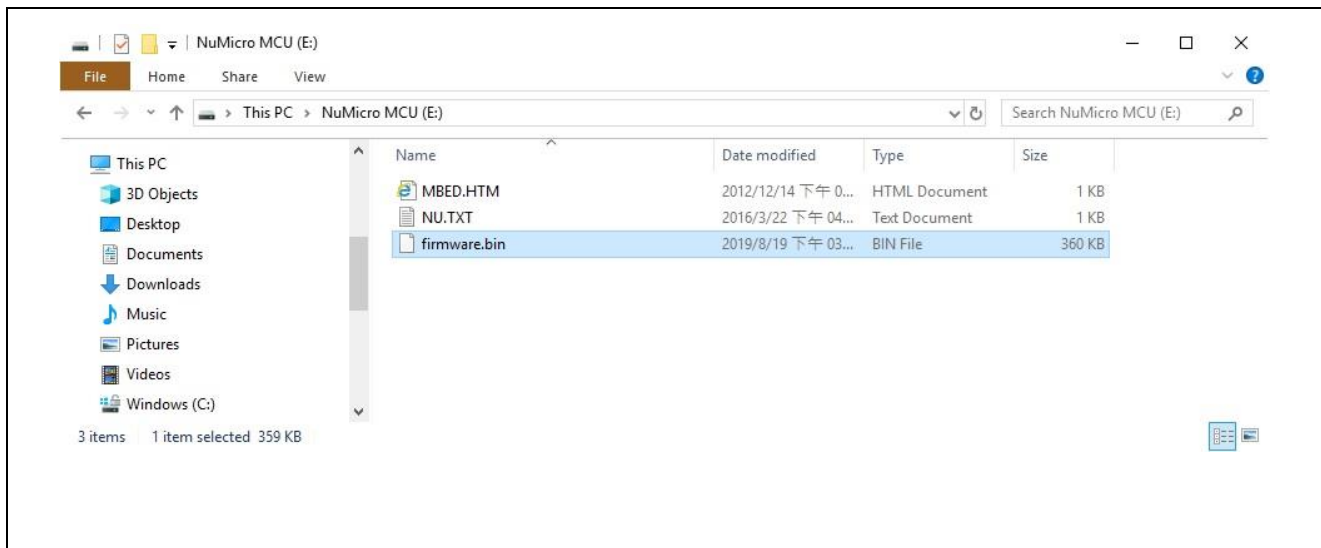 NuMicro MCU (E:)
File Home Share View
This PC > NuMicro MCU (E:) Search NuMicro MCU (E:)
This PC
3D Objects
Desktop
Documents
Downloads
Music
Pictures
Videos
Windows (C:)
Name Date modified Type Size
MBED.HTM 2012/12/14 下午 0... HTML Document 1 KB
NU.TXT 2016/3/22 下午 04... Text Document 1 KB
firmware.bin 2019/8/19 下午 03... BIN File 360 KB
3 items 1 item selected 359 KB